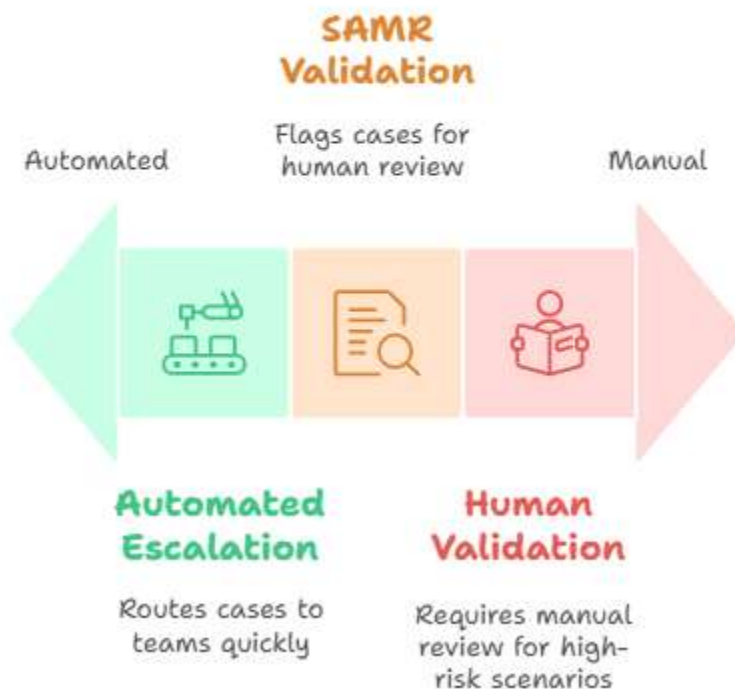 SAMR
Validation
Flags cases for
human review
Automated
Manual
Automated
Escalation
Routes cases to
teams quickly
Human
Validation
Requires manual
review for high-
risk scenarios